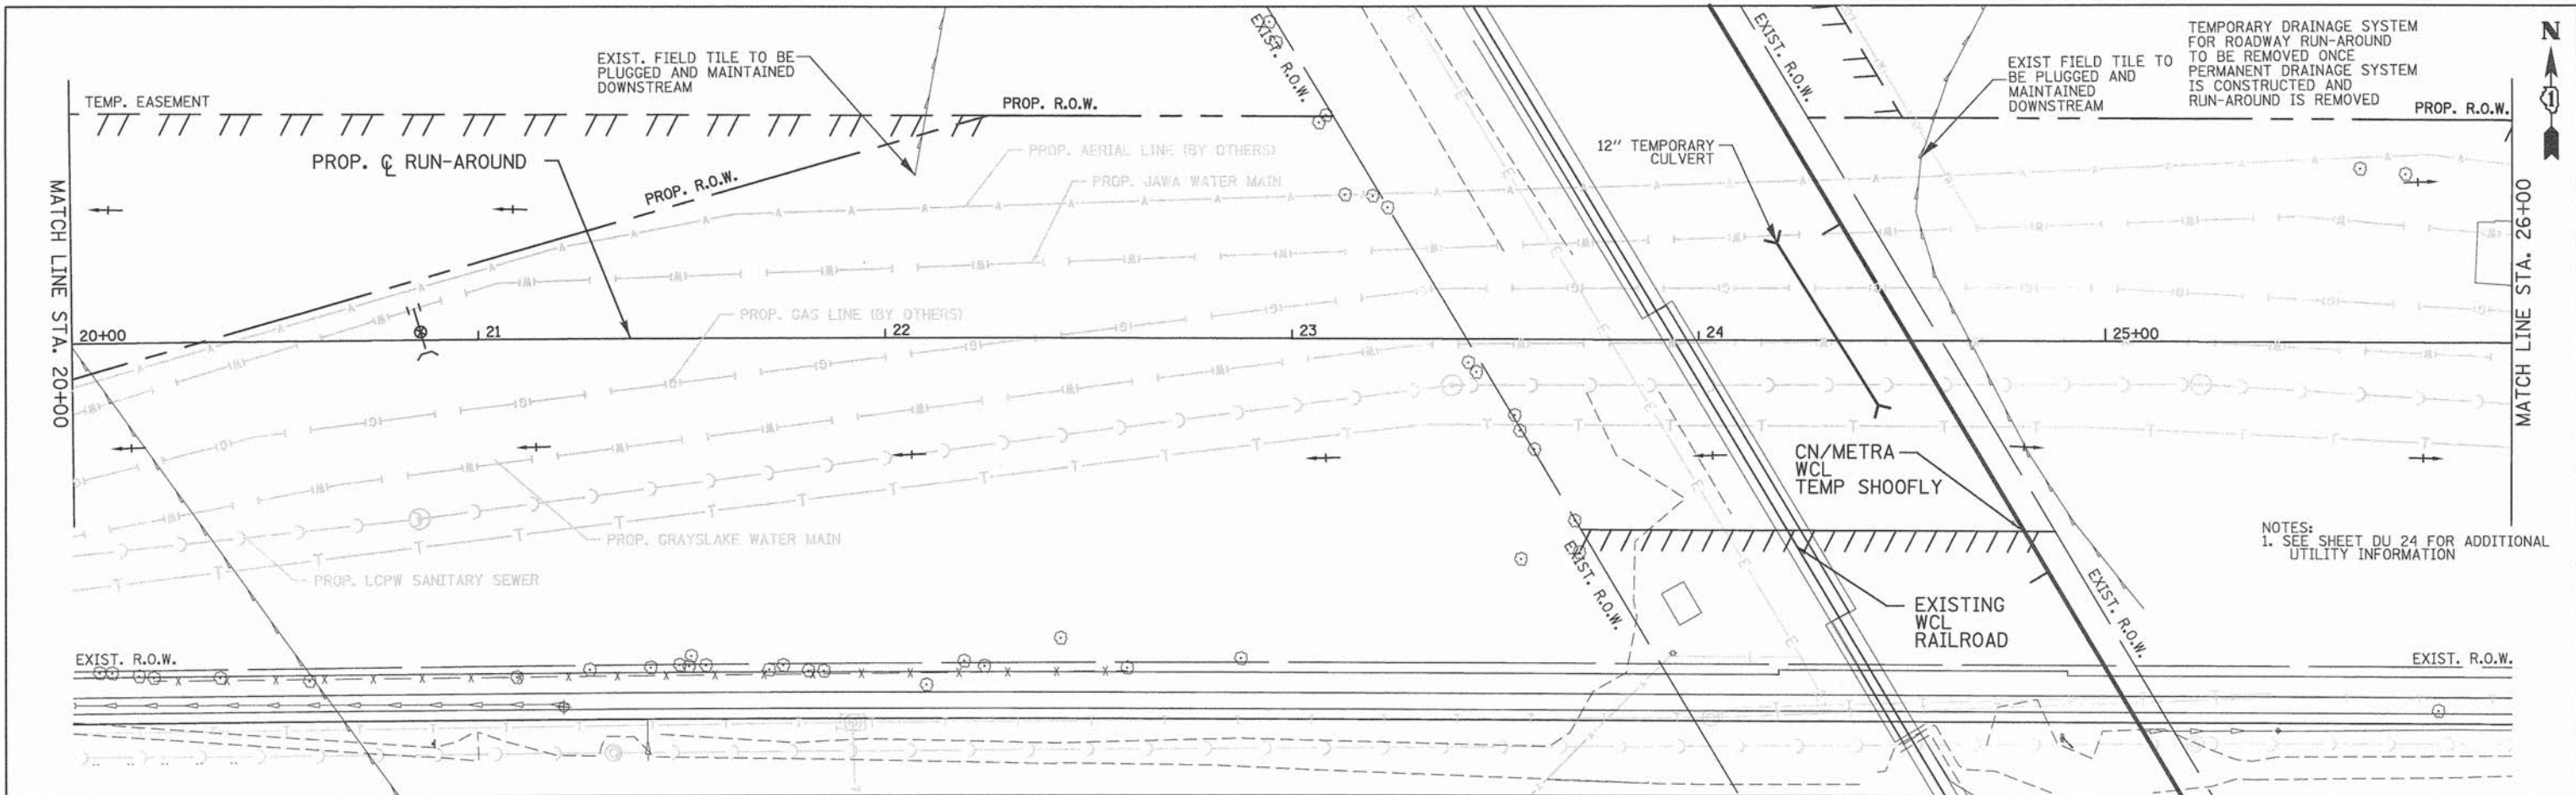 TEMP. EASEMENT
EXIST. FIELD TILE TO BE
PLUGGED AND MAINTAINED
DOWNSTREAM
PROP. R.O.W.
EXIST. R.O.W.
EXIST. R.O.W.
EXIST FIELD TILE TO
BE PLUGGED AND
MAINTAINED
DOWNSTREAM
TEMPORARY DRAINAGE SYSTEM
FOR ROADWAY RUN-AROUND
TO BE REMOVED ONCE
PERMANENT DRAINAGE SYSTEM
IS CONSTRUCTED AND
RUN-AROUND IS REMOVED
PROP. R.O.W.
N
PROP. ℄ RUN-AROUND
PROP. R.O.W.
PROP. AERIAL LINE (BY OTHERS)
PROP. JAWA WATER MAIN
12" TEMPORARY
CULVERT
MATCH LINE STA. 20+00
MATCH LINE STA. 26+00
PROP. GAS LINE (BY OTHERS)
20+00
21
22
23
24
25+00
CN/METRA
WCL
TEMP SHOOFLY
PROP. GRAYSLAKE WATER MAIN
PROP. LCPW SANITARY SEWER
NOTES:
1. SEE SHEET DU 24 FOR ADDITIONAL
UTILITY INFORMATION
EXIST. R.O.W.
EXISTING
WCL
RAILROAD
EXIST. R.O.W.
EXIST. R.O.W.
EXIST. R.O.W.